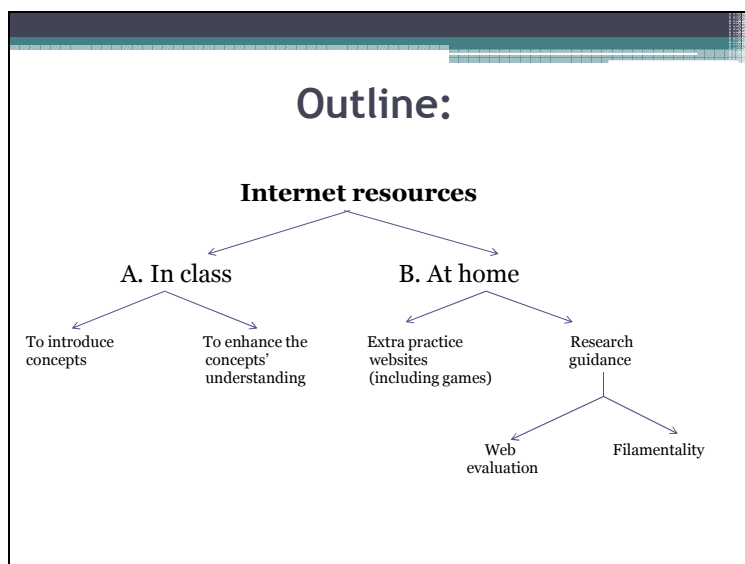 Outline:
Internet resources
A. In class
B. At home
To introduce
concepts
To enhance the
concepts’
understanding
Extra practice
websites
(including games)
Research
guidance
Web
evaluation
Filamentality